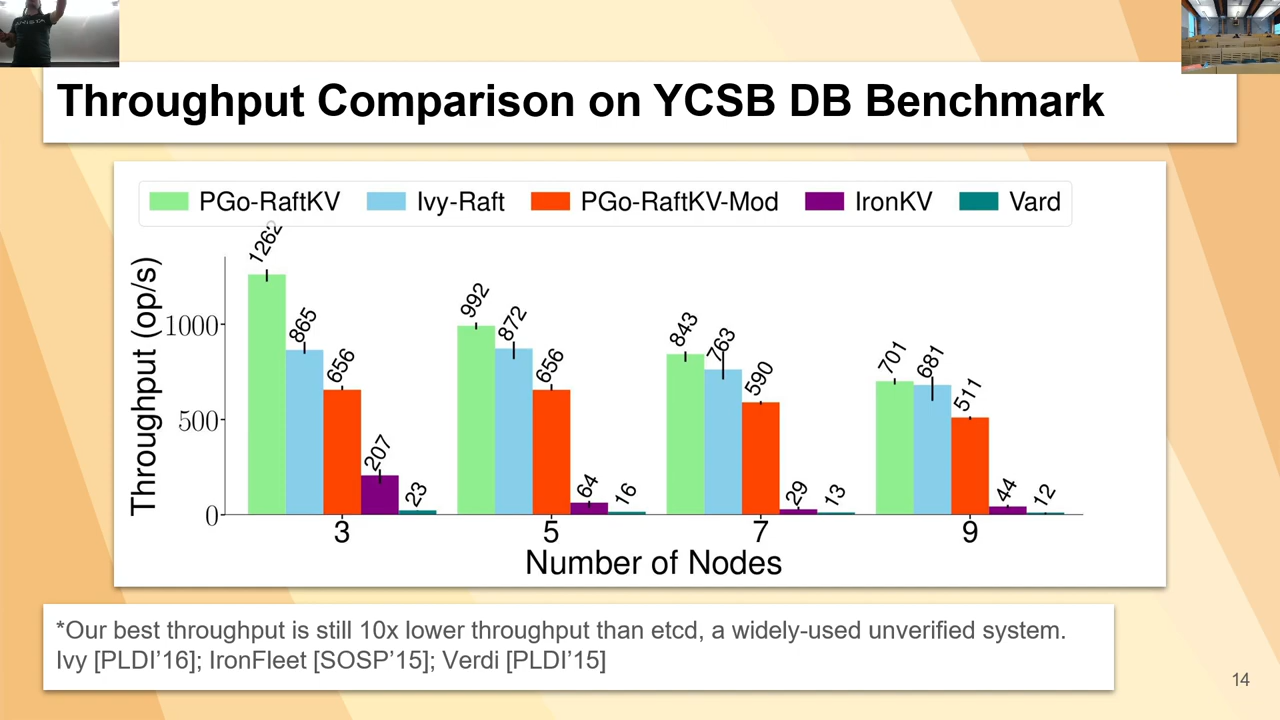 AVISTA
Throughput Comparison on YCSB DB Benchmark
PGo-RaftKV Ivy-Raft PGo-RaftKV-Mod IronKV Vard
Throughput (op/s)
1000
500
0
1262 865 656 207 23
992 872 656 64 16
843 763 590 29 13
701 681 511 44 12
3 5 7 9
Number of Nodes
*Our best throughput is still 10x lower throughput than etcd, a widely-used unverified system.
Ivy [PLDI’16]; IronFleet [SOSP’15]; Verdi [PLDI’15]
14